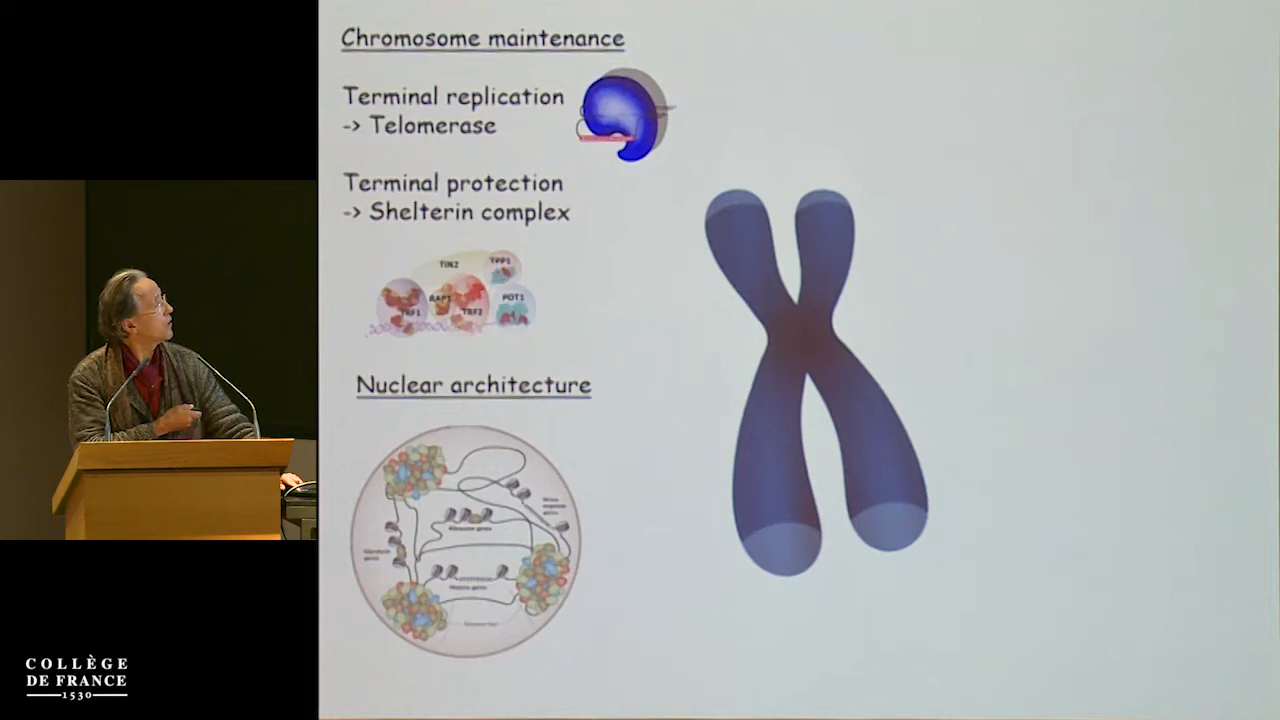 Chromosome maintenance
Terminal replication
-> Telomerase
Terminal protection
-> Shelterin complex
TIN2
TPP1
RAP1
POT1
TRF1
TRF2
Nuclear architecture
COLLÈGE
DE FRANCE
1530